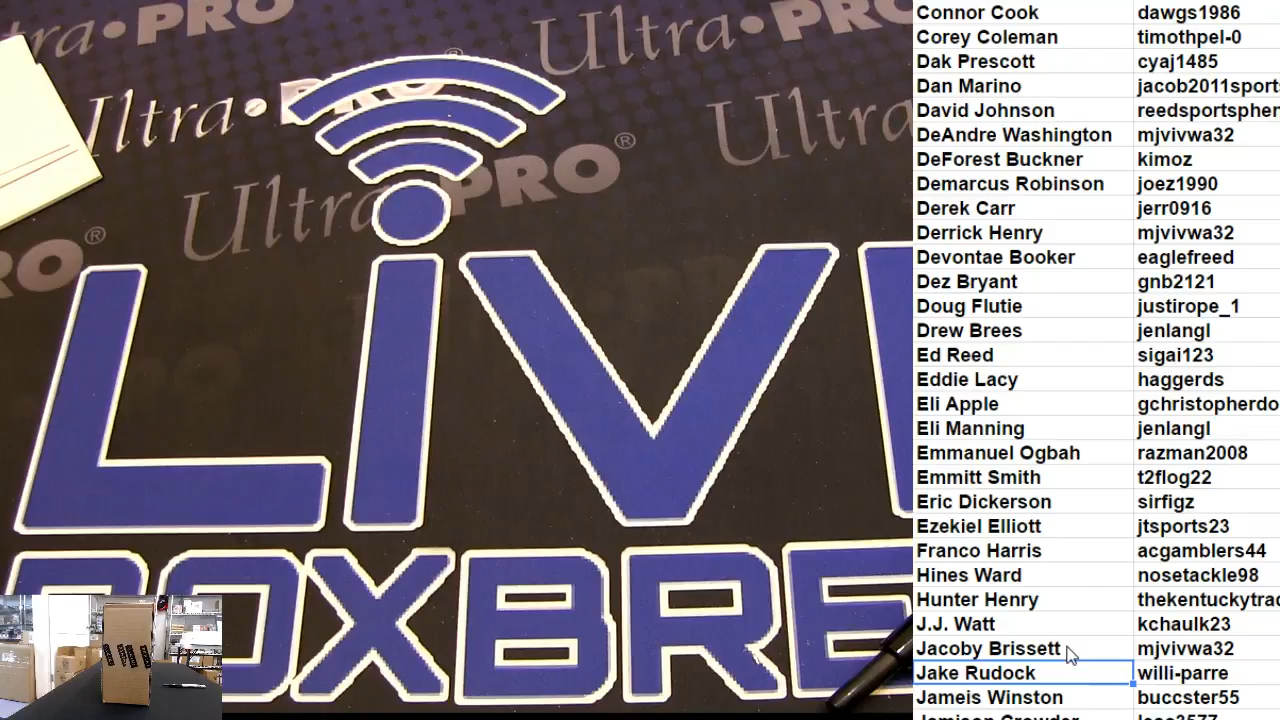 ltra•PRO
Ultra•PRO
Ultra•PRO®
Ultra
Ultra PRO®
PRO®
LIV
BOXBRE
Connor Cook dawgs1986
Corey Coleman timothpel-0
Dak Prescott cyaj1485
Dan Marino jacob2011sport
David Johnson reedsportspher
DeAndre Washington mjvivwa32
DeForest Buckner kimoz
Demarcus Robinson joez1990
Derek Carr jerr0916
Derrick Henry mjvivwa32
Devontae Booker eaglefreed
Dez Bryant gnb2121
Doug Flutie justirope_1
Drew Brees jenlangl
Ed Reed sigai123
Eddie Lacy haggerds
Eli Apple gchristopherdo
Eli Manning jenlangl
Emmanuel Ogbah razman2008
Emmitt Smith t2flog22
Eric Dickerson sirfigz
Ezekiel Elliott jtsports23
Franco Harris acgamblers44
Hines Ward nosetackle98
Hunter Henry thekentuckytrad
J.J. Watt kchaulk23
Jacoby Brissett mjvivwa32
Jake Rudock willi-parre
Jameis Winston buccster55
Jamison Crowder